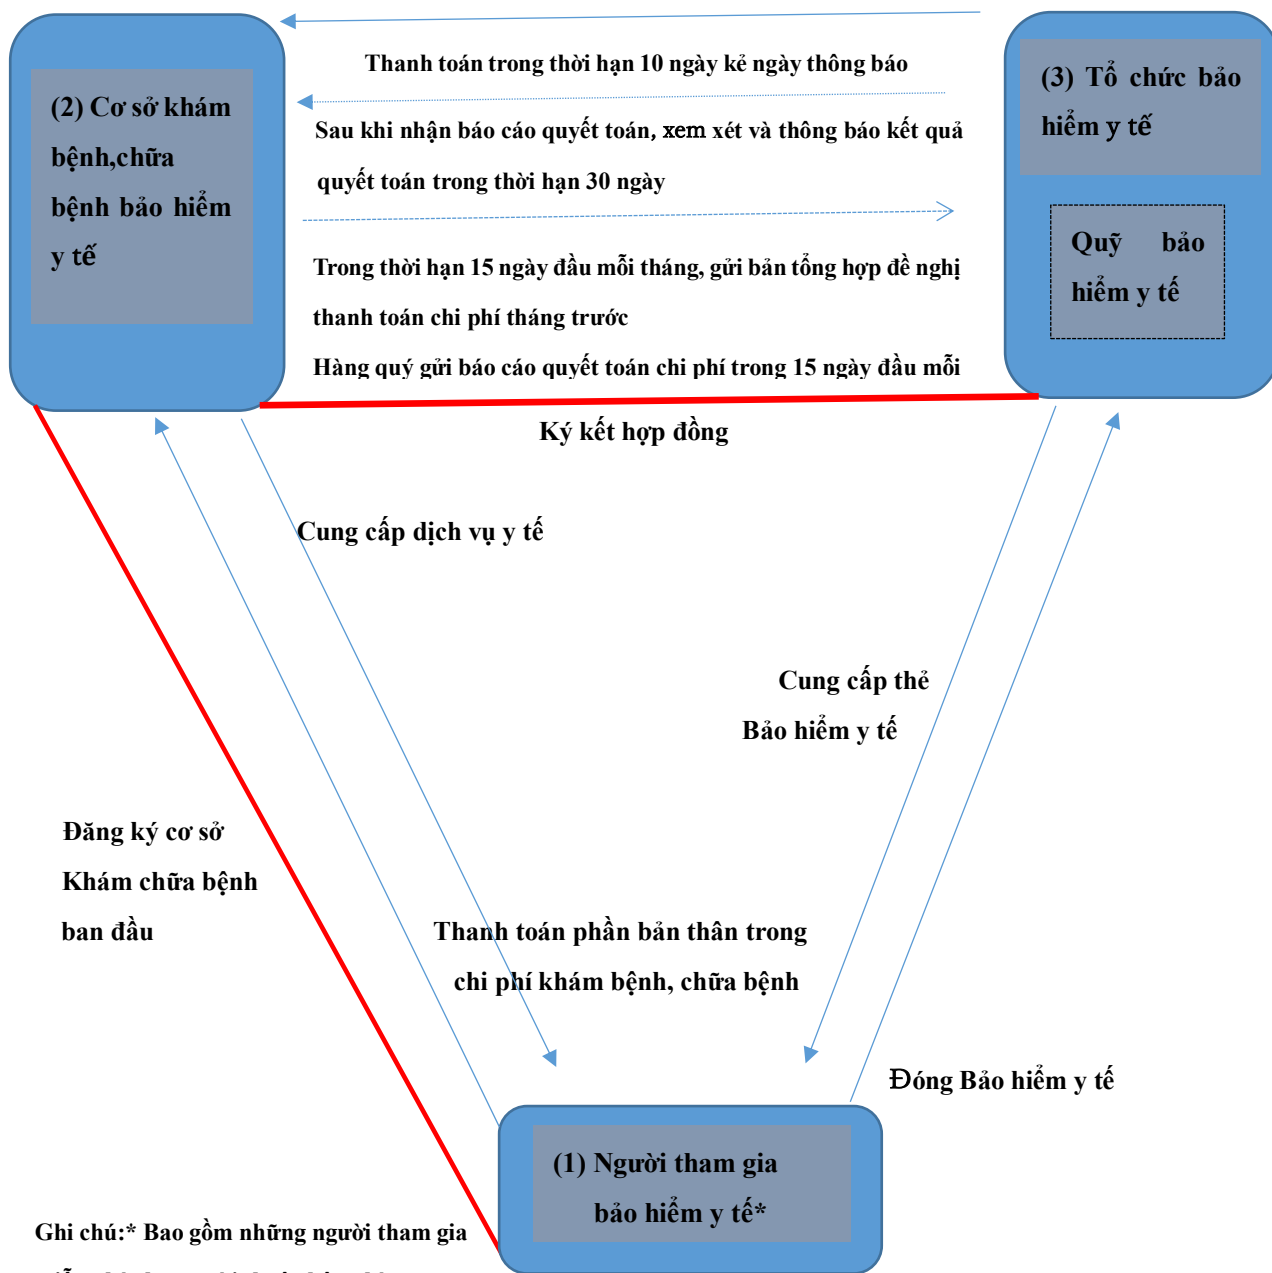 Thanh toán trong thời hạn 10 ngày kẻ ngày thông báo
(2) Cơ sở khám
bệnh,chữa
bệnh bảo hiểm
y tế
(3) Tổ chức bảo
hiểm y tế
Sau khi nhận báo cáo quyết toán, xem xét và thông báo kết quả
quyết toán trong thời hạn 30 ngày
Quỹ bảo
hiểm y tế
Trong thời hạn 15 ngày đầu mỗi tháng, gửi bản tổng hợp đề nghị
thanh toán chi phí tháng trước
Hàng quý gửi báo cáo quyết toán chi phí trong 15 ngày đầu mỗi
Ký kết hợp đồng
Cung cấp dịch vụ y tế
Cung cấp thẻ
Bảo hiểm y tế
Đăng ký cơ sở
Khám chữa bệnh
ban đầu
Thanh toán phần bản thân trong
chi phí khám bệnh, chữa bệnh
Đóng Bảo hiểm y tế
(1) Người tham gia
bảo hiểm y tế*
Ghi chú:* Bao gồm những người tham gia